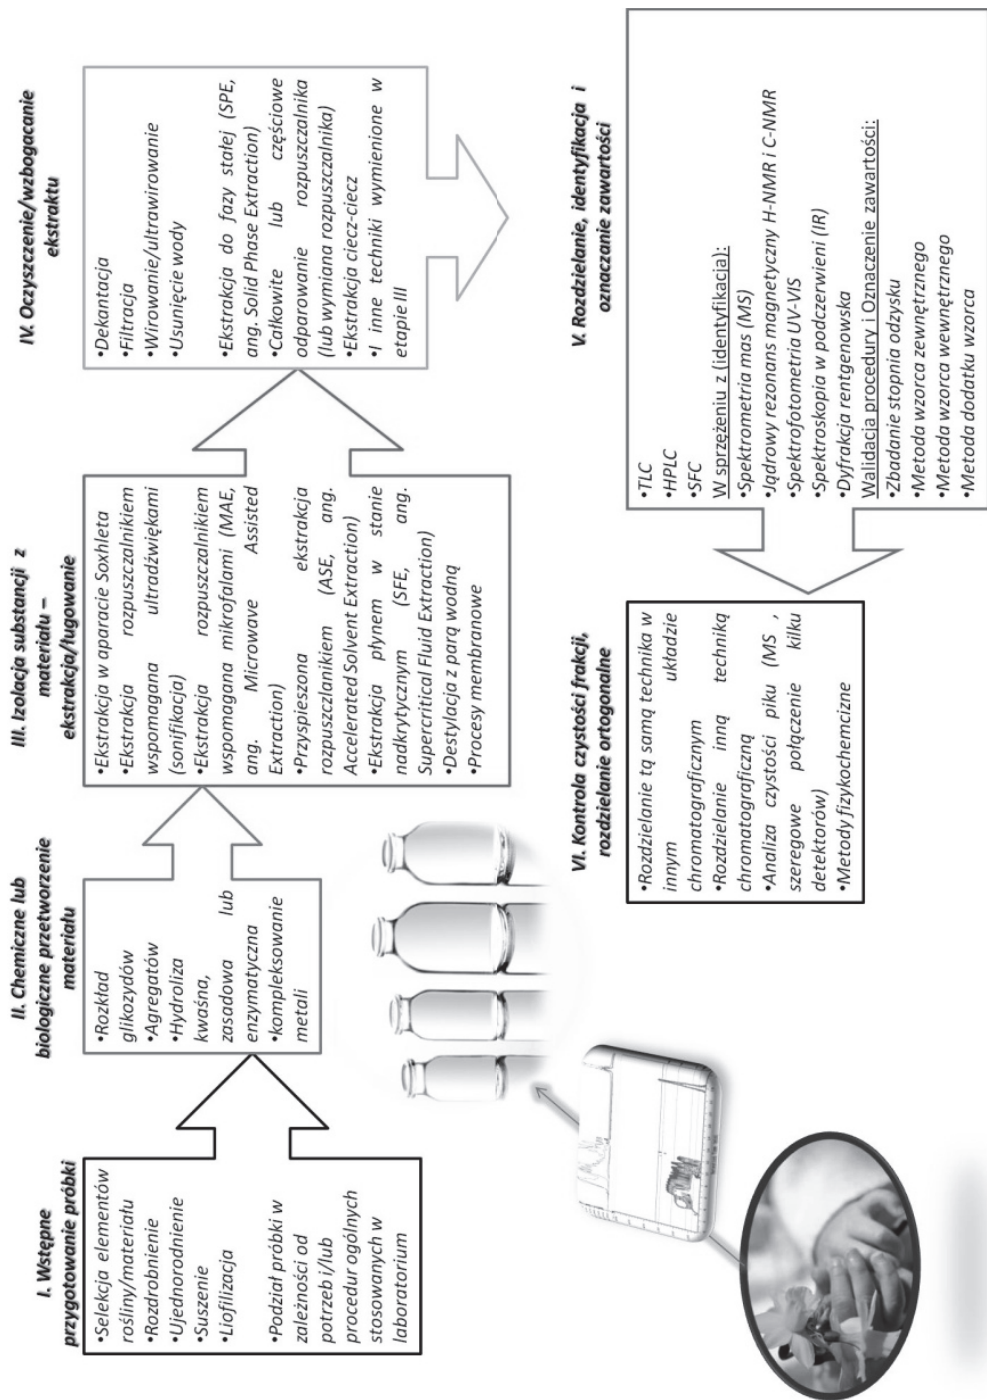 I. Wstępne
przygotowanie próbki
•Selekcja elementów
rośliny/materiału
•Rozdrobnienie
•Ujednorodnienie
•Suszenie
•Liofilizacja
•Podział próbki w
zależności od
potrzeb i/lub
procedur ogólnych
stosowanych w
laboratorium
II. Chemiczne lub
biologiczne przetworzenie
materiału
•Rozkład
glikozydów
•Agregatów
•Hydroliza
kwaśna,
zasadowa lub
enzymatyczna
•kompleksowanie
metali
III. Izolacja substancji z
materiału –
ekstrakcja/ługowanie
•Ekstrakcja w aparacie Soxhleta
•Ekstrakcja rozpuszczalnikiem
wspomagana ultradźwiękami
(sonifikacja)
•Ekstrakcja rozpuszczalnikiem
wspomagana mikrofalami (MAE,
ang. Microwave Assisted
Extraction)
•Przyspieszona ekstrakcja
rozpuszlanikiem (ASE, ang.
Accelerated Solvent Extraction)
•Ekstrakcja płynem w stanie
nadkrytycznym (SFE, ang.
Supercritical Fluid Extraction)
•Destylacja z parą wodną
•Procesy membranowe
IV. Oczyszczenie/wzbogacanie
ekstraktu
•Dekantacja
•Filtracja
•Wirowanie/ultrawirowanie
•Usunięcie wody
•Ekstrakcja do fazy stałej (SPE,
ang. Solid Phase Extraction)
•Całkowite lub częściowe
odparowanie rozpuszczalnika
(lub wymiana rozpuszczalnika)
•Ekstrakcja ciecz-ciecz
•I inne techniki wymienione w
etapie III
V. Rozdzielanie, identyfikacja i
oznaczanie zawartości
•TLC
•HPLC
•SFC
W sprzężeniu z (identyfikacja):
•Spektrometria mas (MS)
•Jądrowy rezonans magnetyczny H-NMR i C-NMR
•Spektrofotometria UV-VIS
•Spektroskopia w podczerwieni (IR)
•Dyfrakcja rentgenowska
Walidacja procedury i Oznaczenie zawartości:
•Zbadanie stopnia odzysku
•Metoda wzorca zewnętrznego
•Metoda wzorca wewnętrznego
•Metoda dodatku wzorca
VI. Kontrola czystości frakcji,
rozdzielanie ortogonalne
•Rozdzielanie tą samą technika w
innym układzie
chromatograficznym
•Rozdzielanie inną techniką
chromatograficzną
•Analiza czystości piku (MS ,
szeregowe połączenie kilku
detektorów)
•Metody fizykochemcizne